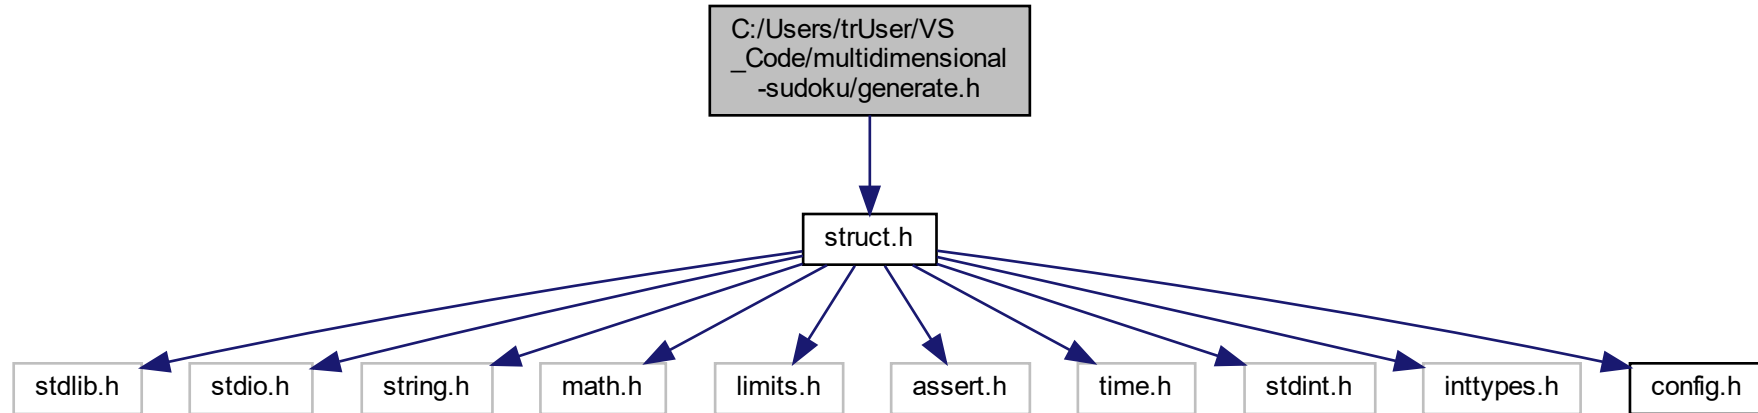 C:/Users/trUser/VS
_Code/multidimensional
-sudoku/generate.h
struct.h
stdlib.h
stdio.h
string.h
math.h
limits.h
assert.h
time.h
stdint.h
inttypes.h
config.h